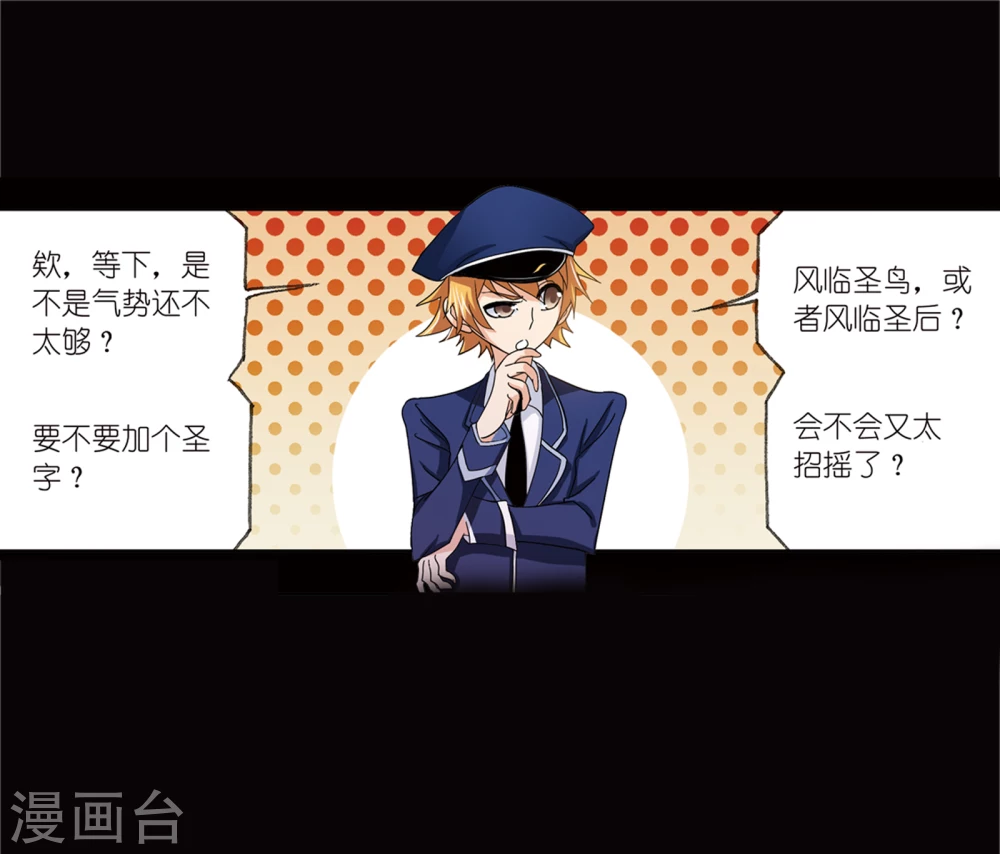 欸，等下，是
不是气势还不
太够？
要不要加个圣
字？
风临圣鸟，或
者风临圣后？
会不会又太
招摇了？
漫画台